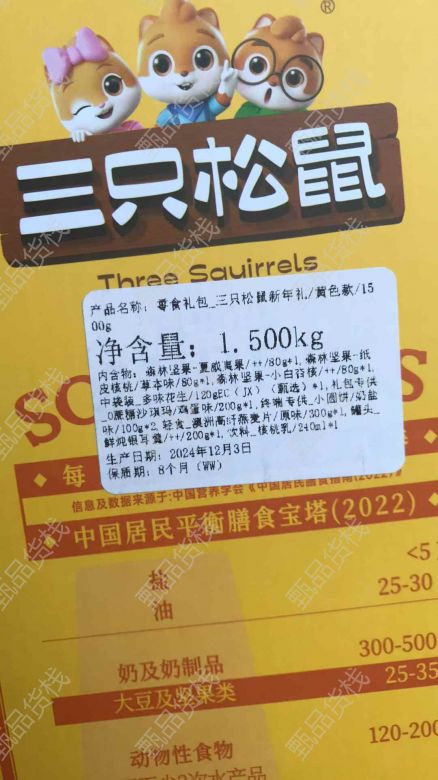 ®
三只松鼠
Three Squirrels
产品名称：零食礼包_三只松鼠新年礼/黄色款/15
00g
净含量：1.500kg
内含物：森林坚果-夏威夷果/++/80g*1，森林坚果-纸
皮核桃/草本味/80g*1，森林坚果-小白杏核/++/80g*1，
中袋装_多味花生/120gEC（JX）（甄选）*1，礼包专供
_0蔗糖沙琪玛/鸡蛋味/200g*1，终端专供_小圆饼/奶盐
味/100g*2，轻食_澳洲高纤燕麦片/原味/300g*1，罐头_
鲜炖银耳羹/++/200g*1，饮料_核桃乳/240ml*1
生产日期：2024年12月3日
保质期：8个月（WW）
SO
S
每
信息及数据来源于:中国营养学会《中国居民膳食指南(2022)》
中国居民平衡膳食宝塔(2022)
盐
<5
油
25-30
奶及奶制品
300-500
大豆及坚果类
25-35
动物性食物
120-200
甄品货栈